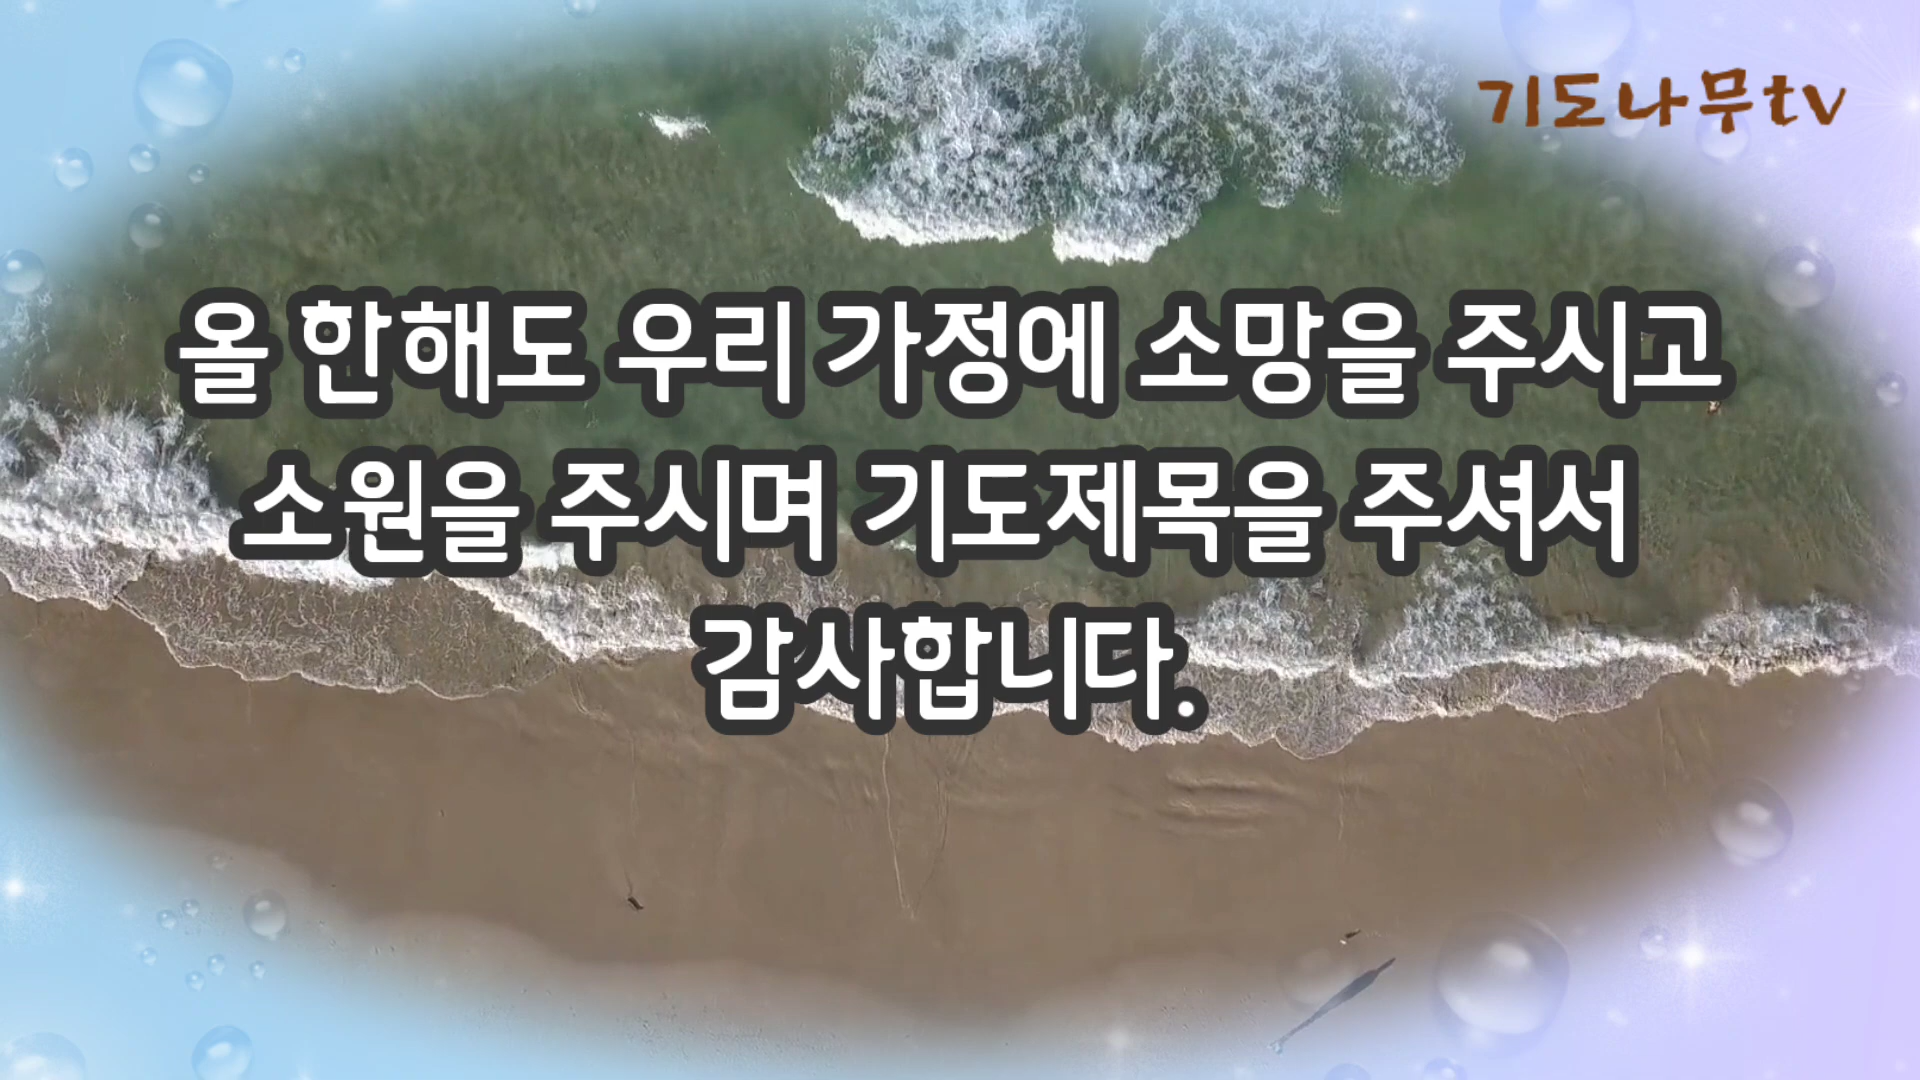 기도나무tv
올 한해도 우리 가정에 소망을 주시고
소원을 주시며 기도제목을 주셔서
감사합니다.